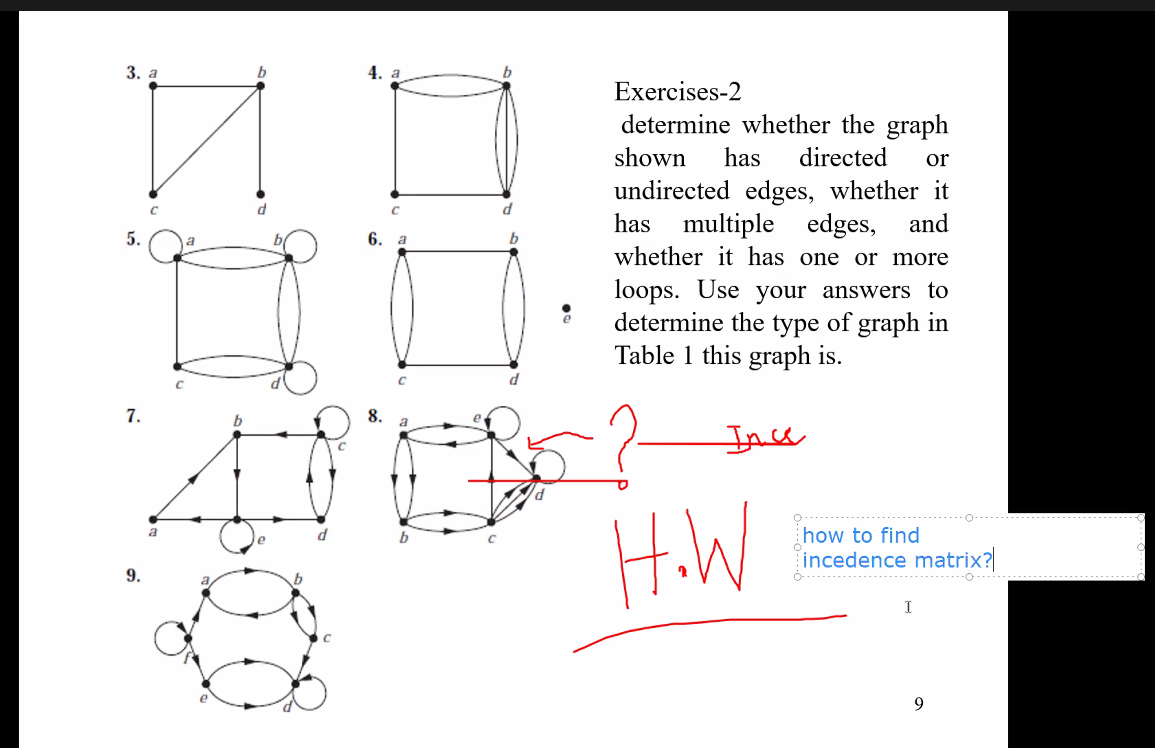 3. a b
c d
4. a b
c d
5. a b
c d
6. a b
e
c d
7. b
c
a e d
8. a e
d
b c
9. a b
c
f
e d
Exercises-2
determine whether the graph
shown has directed or
undirected edges, whether it
has multiple edges, and
whether it has one or more
loops. Use your answers to
determine the type of graph in
Table 1 this graph is.
?
H.W
how to find
incedence matrix?
9